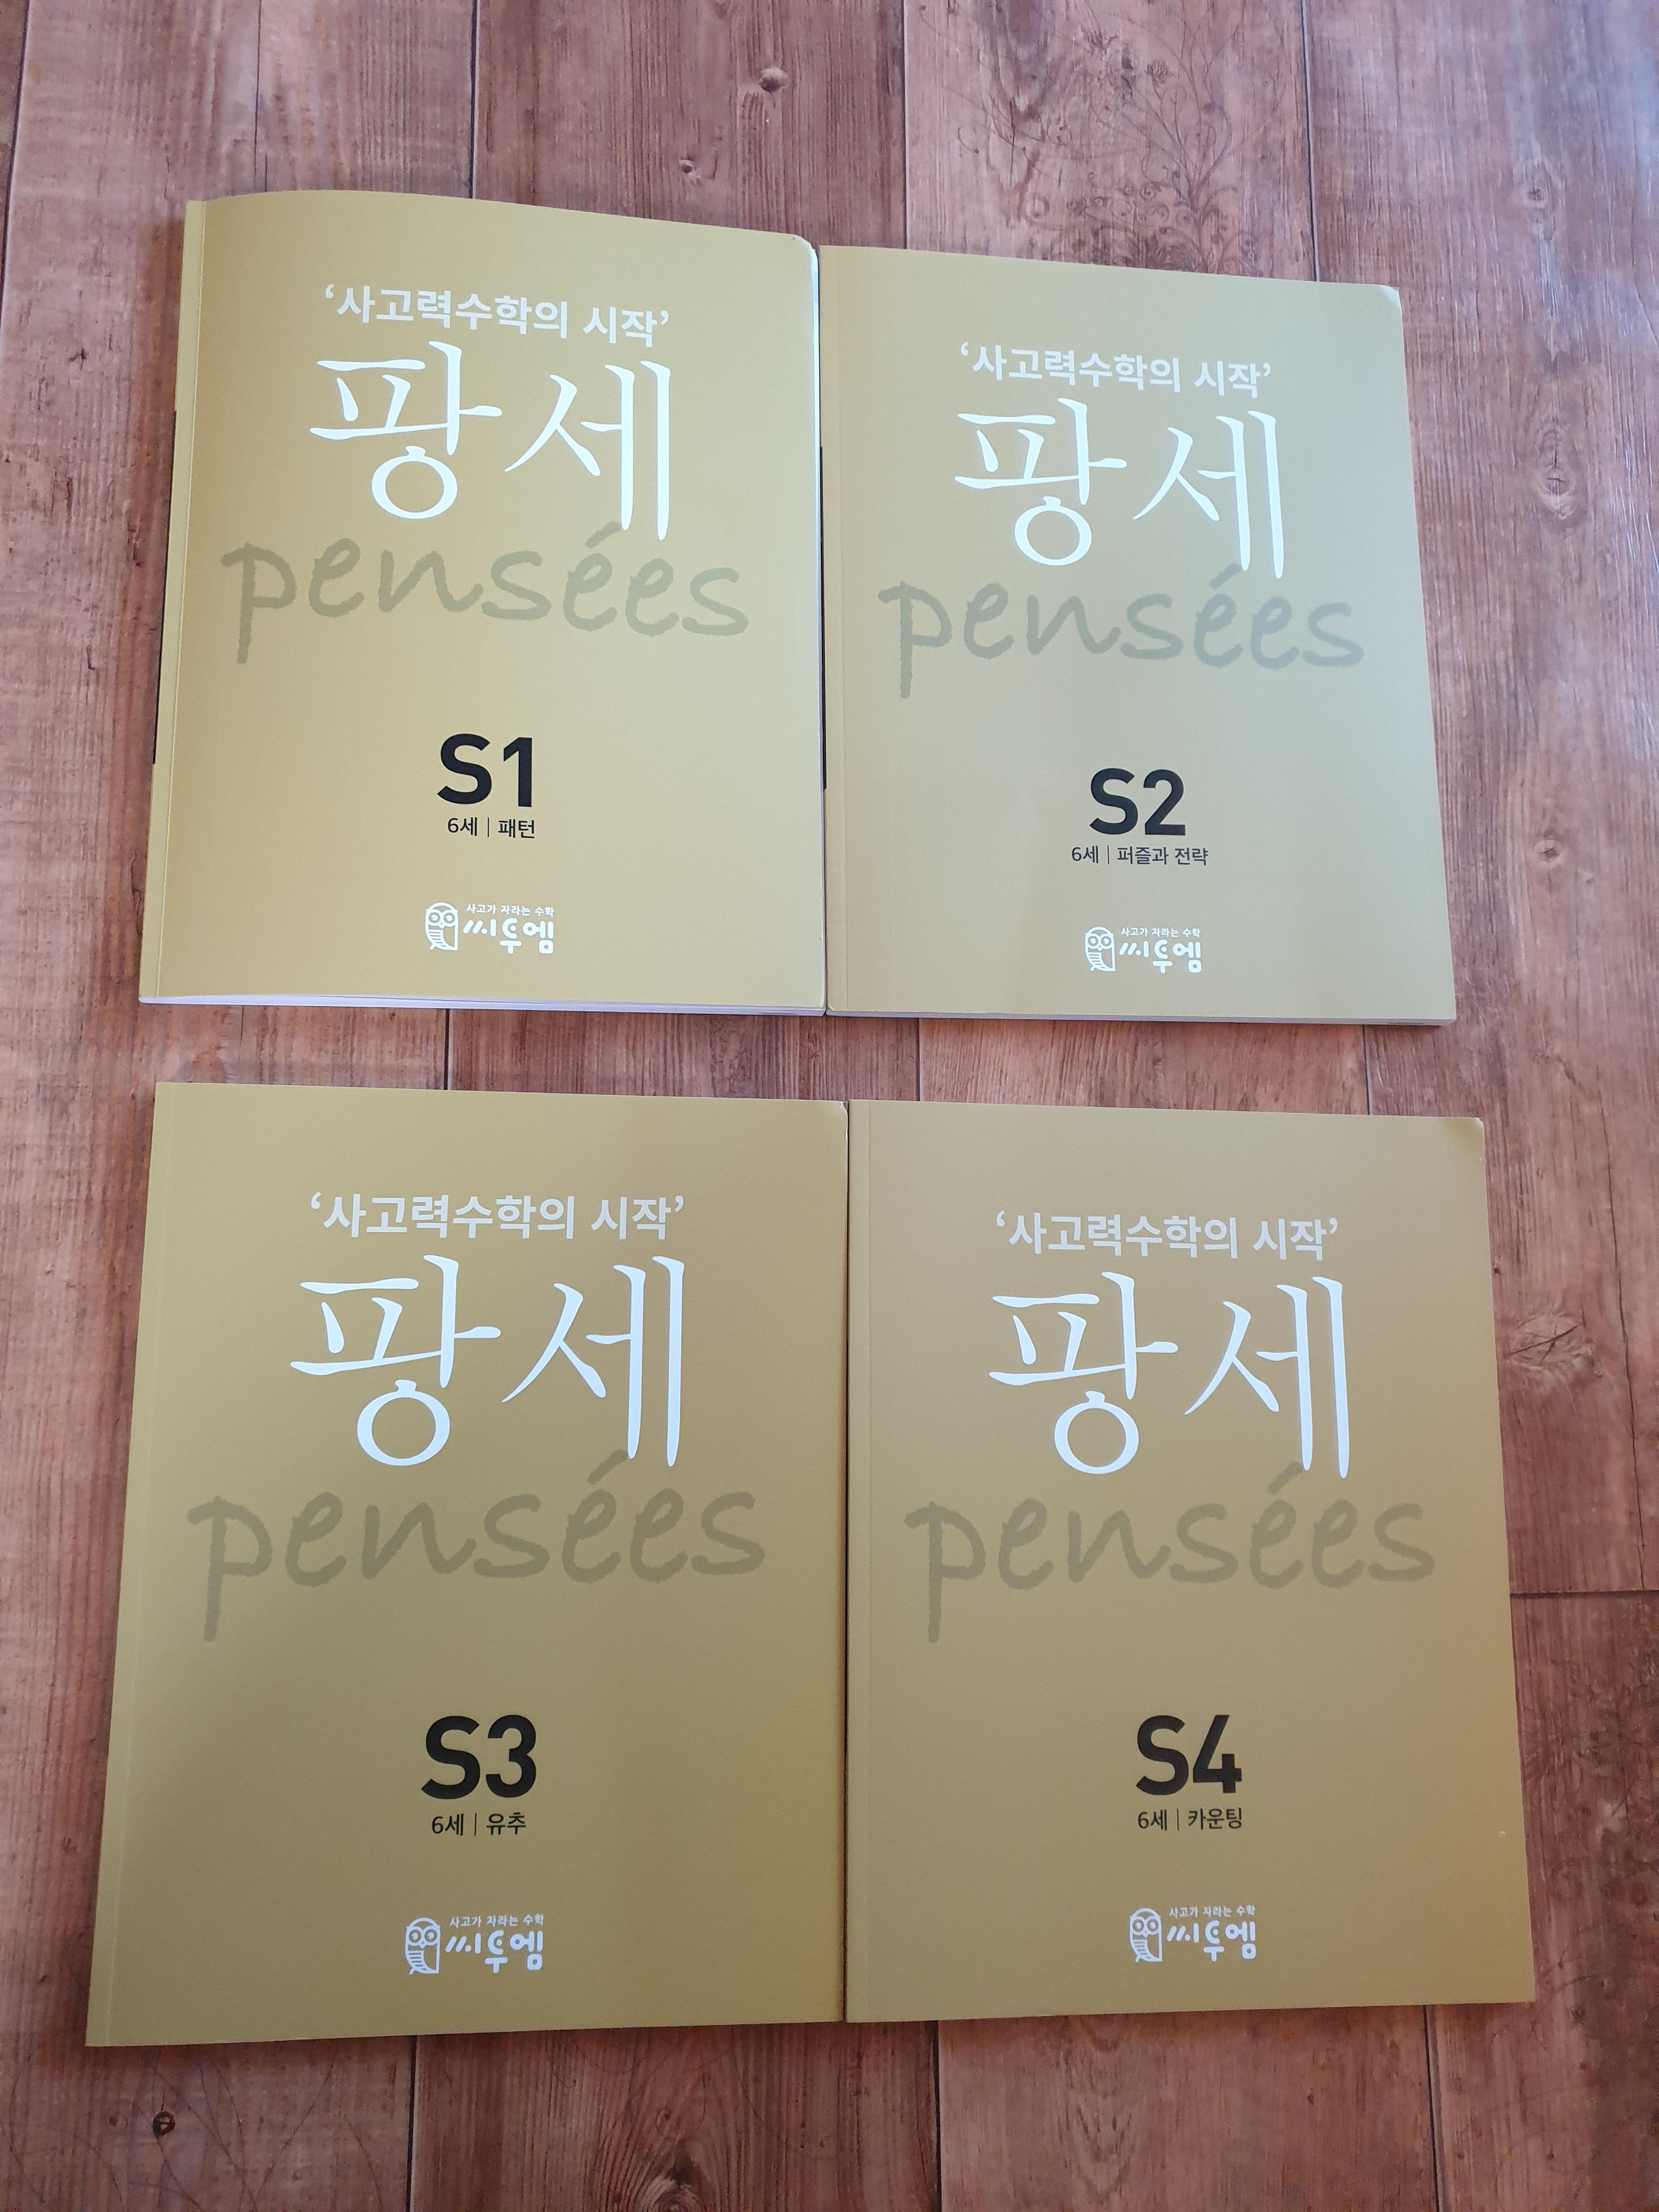 ‘사고력수학의 시작’
팡세
pensées
S1
6세 | 패턴
사고가 자라는 수학
씨투엠
‘사고력수학의 시작’
팡세
pensées
S2
6세 | 퍼즐과 전략
사고가 자라는 수학
씨투엠
‘사고력수학의 시작’
팡세
pensées
S3
6세 | 유추
사고가 자라는 수학
씨투엠
‘사고력수학의 시작’
팡세
pensées
S4
6세 | 카운팅
사고가 자라는 수학
씨투엠